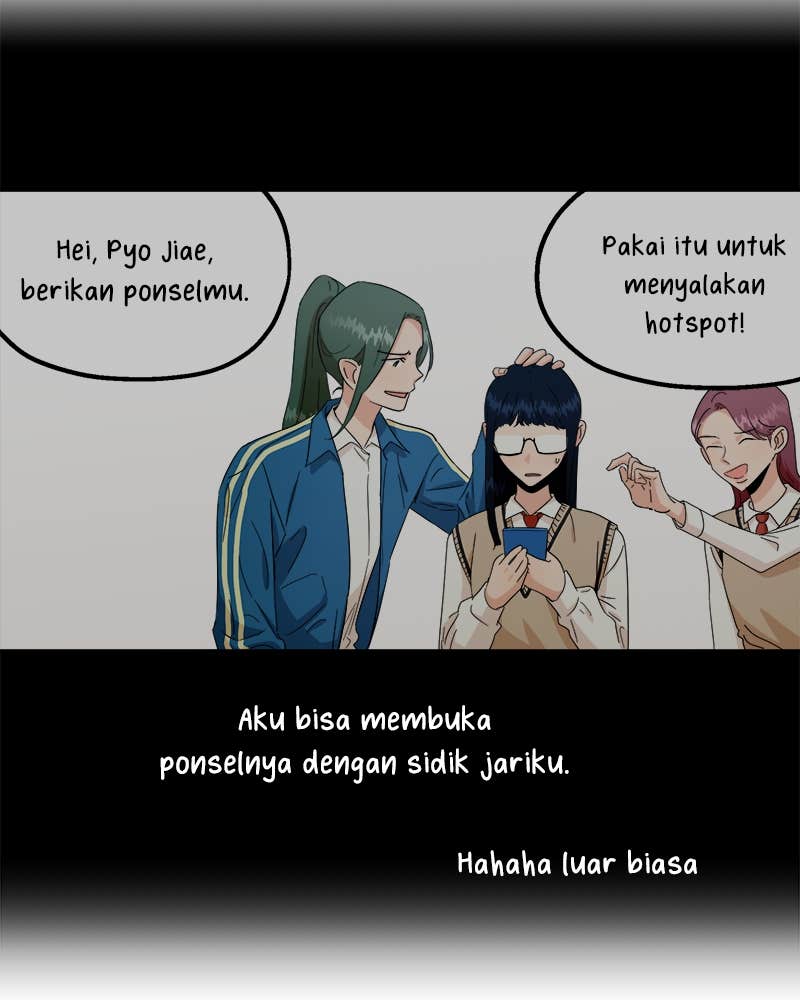 Hei, Pyo Jiae,
berikan ponselmu.
Pakai itu untuk
menyalakan
hotspot!
Aku bisa membuka
ponselnya dengan sidik jariku.
Hahaha luar biasa